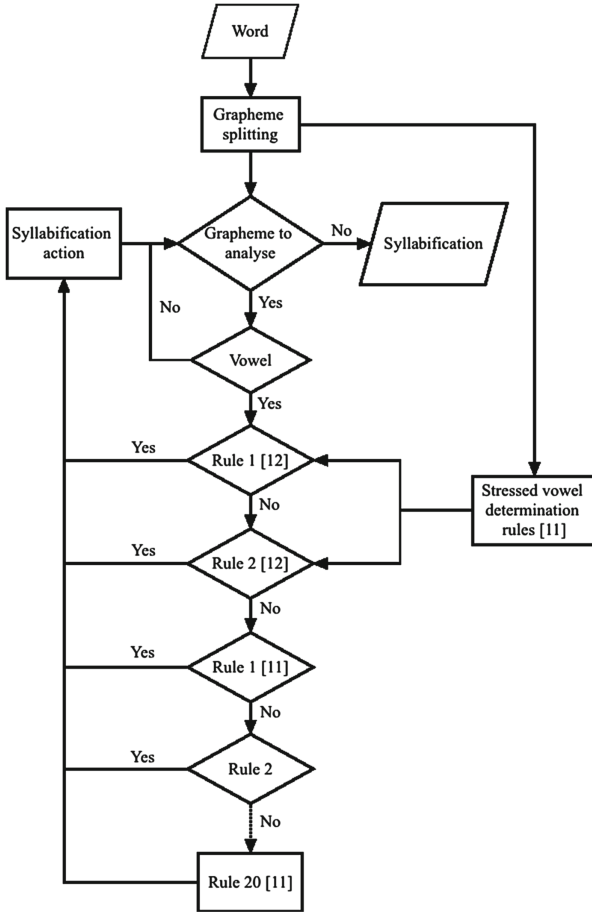 Word
Grapheme
splitting
Syllabification
action
Grapheme to
analyse
No
Syllabification
Yes
No
Vowel
Yes
Yes
Rule 1 [12]
No
Stressed vowel
determination
rules [11]
Yes
Rule 2 [12]
No
Yes
Rule 1 [11]
No
Yes
Rule 2
No
Rule 20 [11]